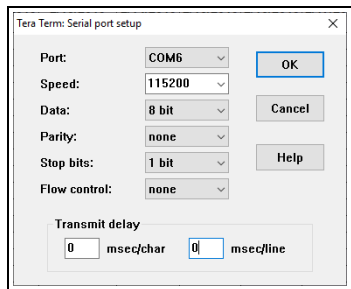 Tera Term: Serial port setup
Port: COM6
OK
Speed: 115200
Data: 8 bit
Cancel
Parity: none
Stop bits: 1 bit
Help
Flow control: none
Transmit delay
0 msec/char 0 msec/line